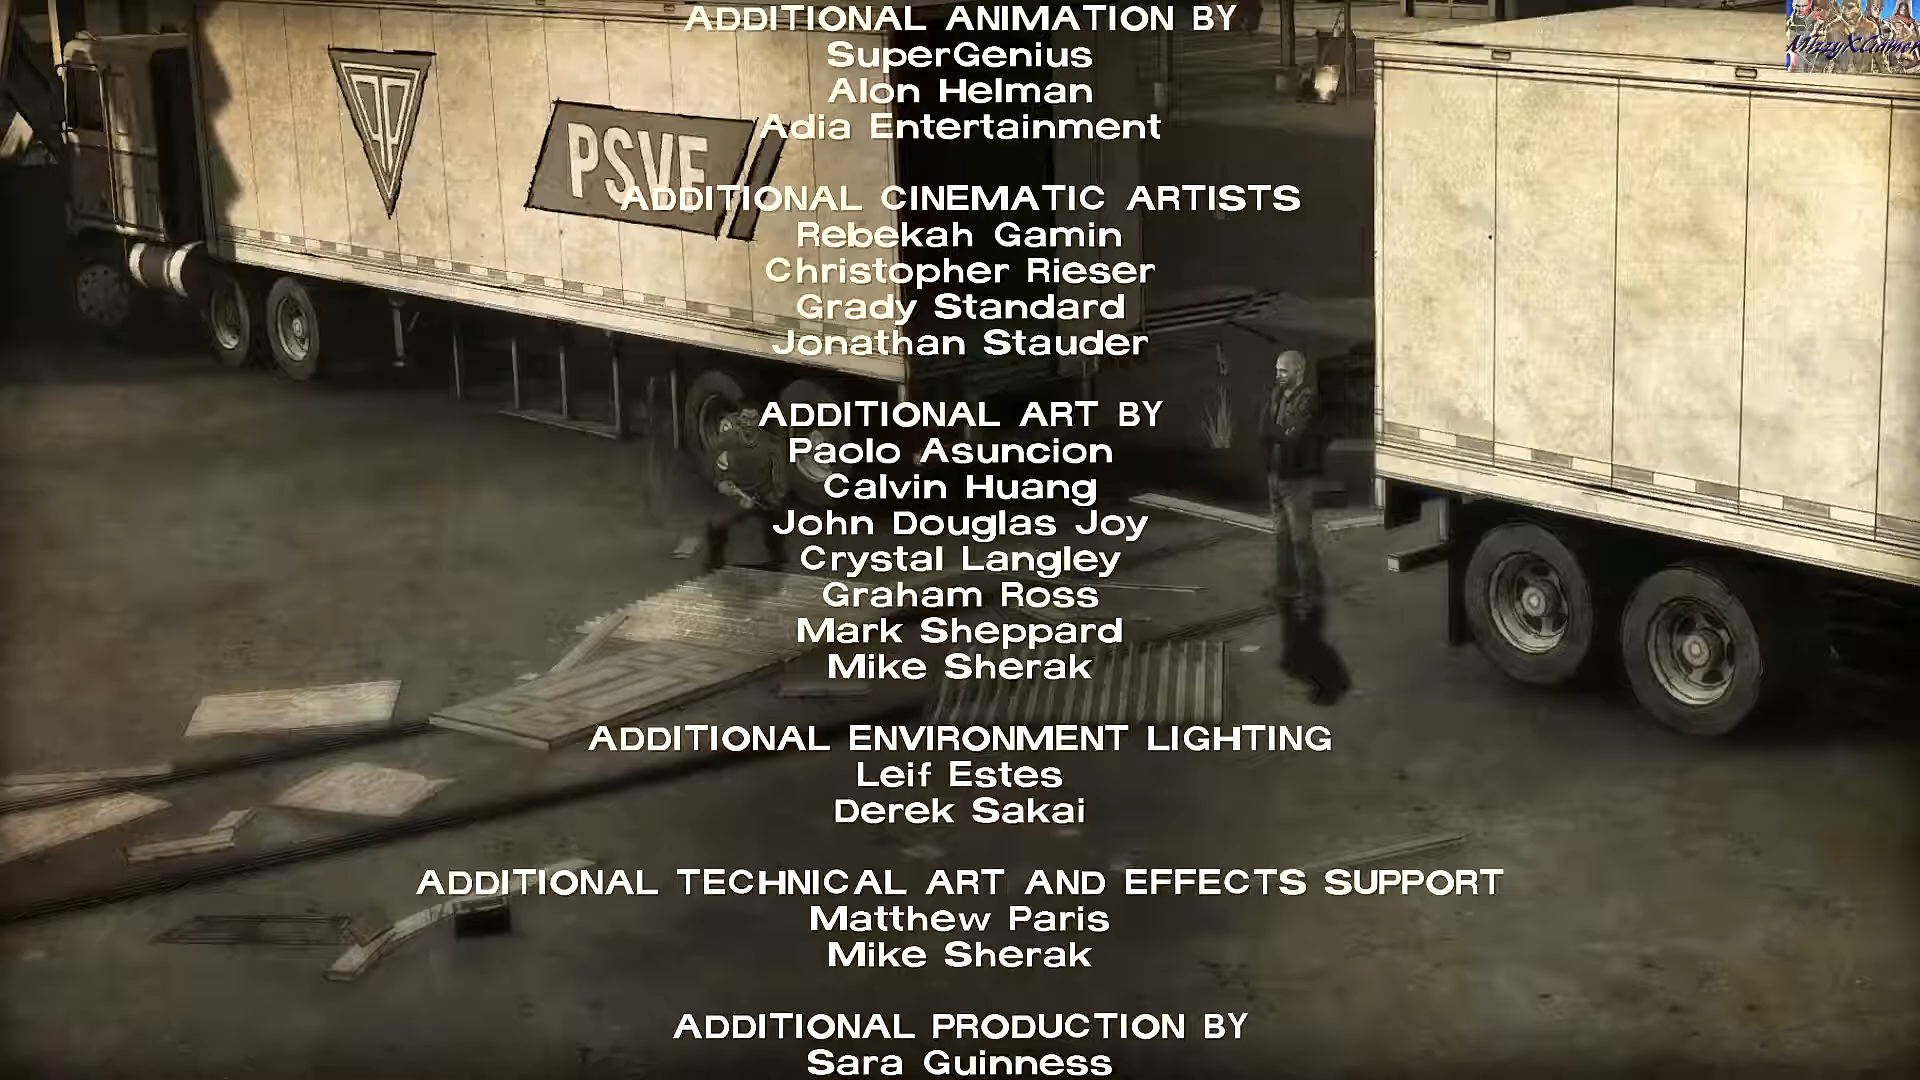 ADDITIONAL ANIMATION BY
MizzyXGamer
SuperGenius
Alon Helman
Adia Entertainment
PSVE
ADDITIONAL CINEMATIC ARTISTS
Rebekah Gamin
Christopher Rieser
Grady Standard
Jonathan Stauder
ADDITIONAL ART BY
Paolo Asuncion
Calvin Huang
John Douglas Joy
Crystal Langley
Graham Ross
Mark Sheppard
Mike Sherak
ADDITIONAL ENVIRONMENT LIGHTING
Leif Estes
Derek Sakai
ADDITIONAL TECHNICAL ART AND EFFECTS SUPPORT
Matthew Paris
Mike Sherak
ADDITIONAL PRODUCTION BY
Sara Guinness